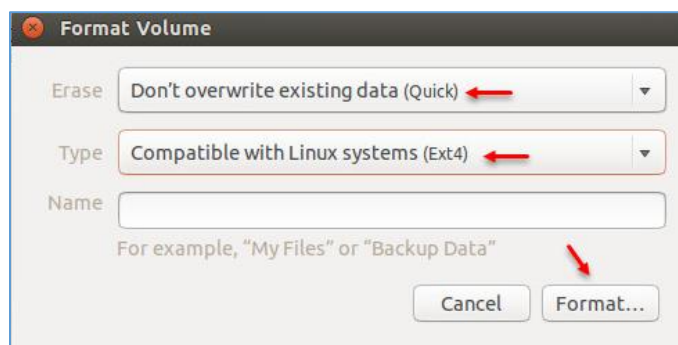 Format Volume
Erase Don't overwrite existing data (Quick)
Type Compatible with Linux systems (Ext4)
Name
For example, “My Files” or “Backup Data”
Cancel Format...